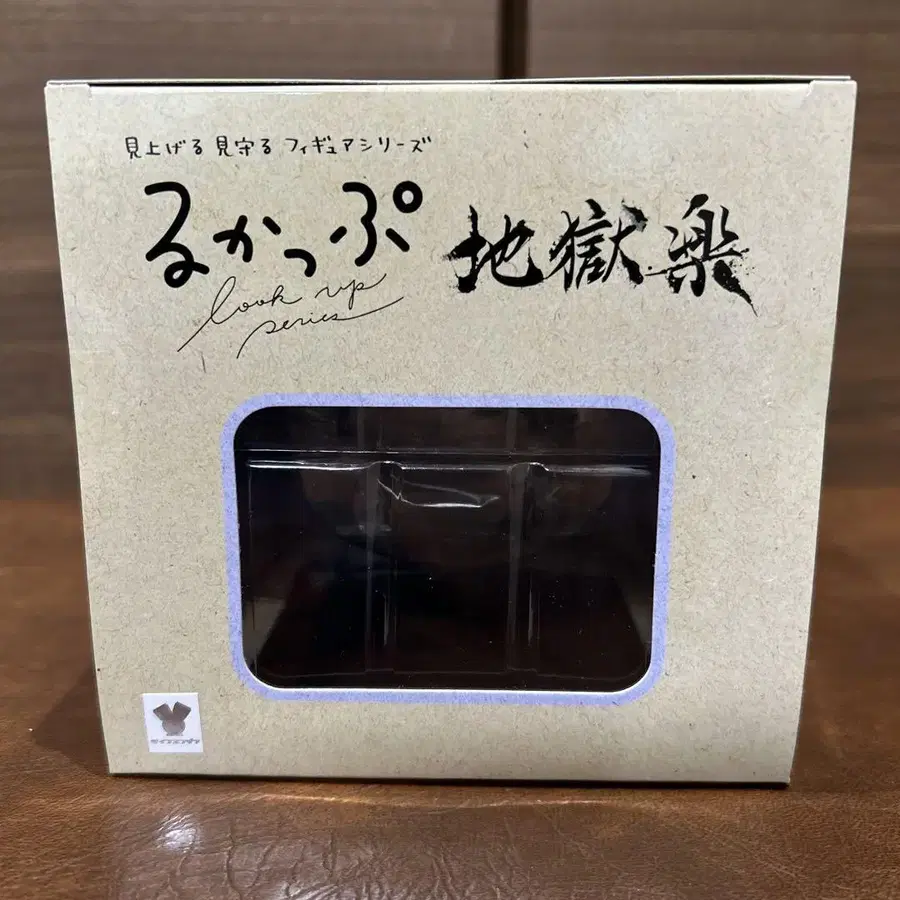 見上げる 見守る フィギュアシリーズ
るかっぷ 地獄楽
look up
series